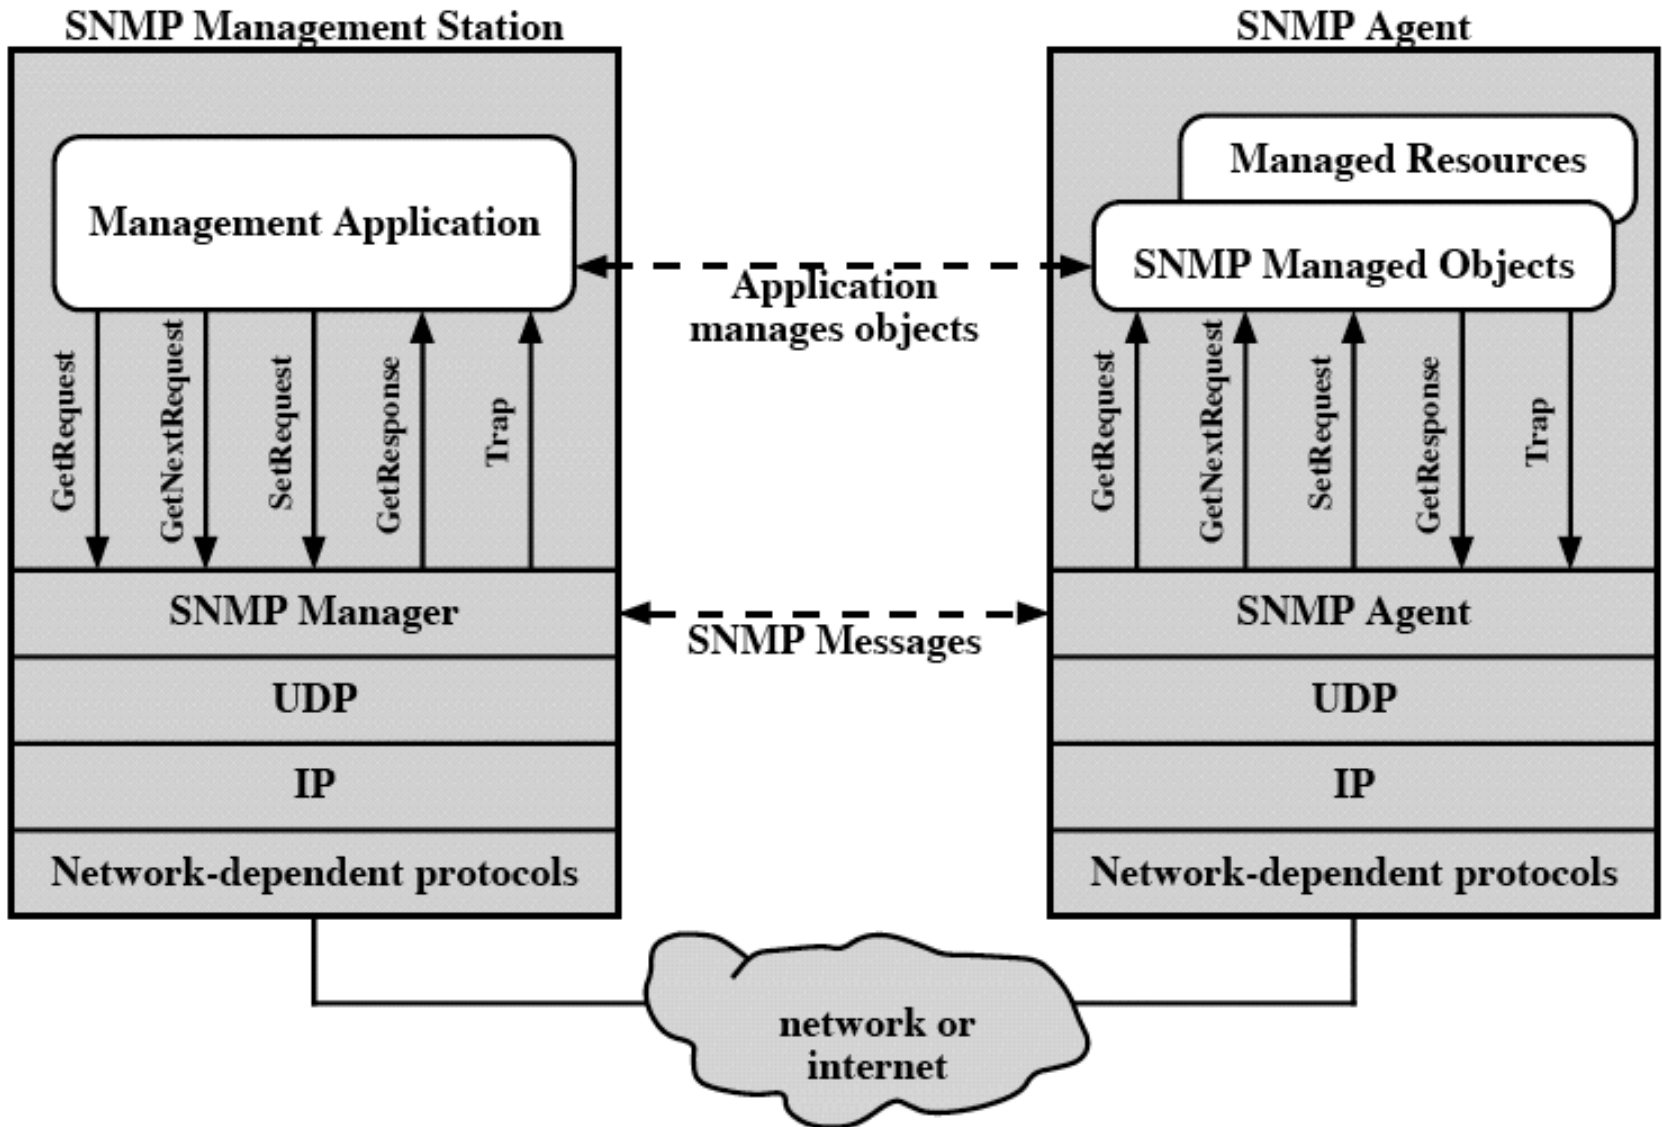 SNMP Management Station
Management Application
GetRequest
GetNextRequest
SetRequest
GetResponse
Trap
SNMP Manager
UDP
IP
Network-dependent protocols
Application
manages objects
SNMP Messages
SNMP Agent
Managed Resources
SNMP Managed Objects
GetRequest
GetNextRequest
SetRequest
GetResponse
Trap
SNMP Agent
UDP
IP
Network-dependent protocols
network or
internet